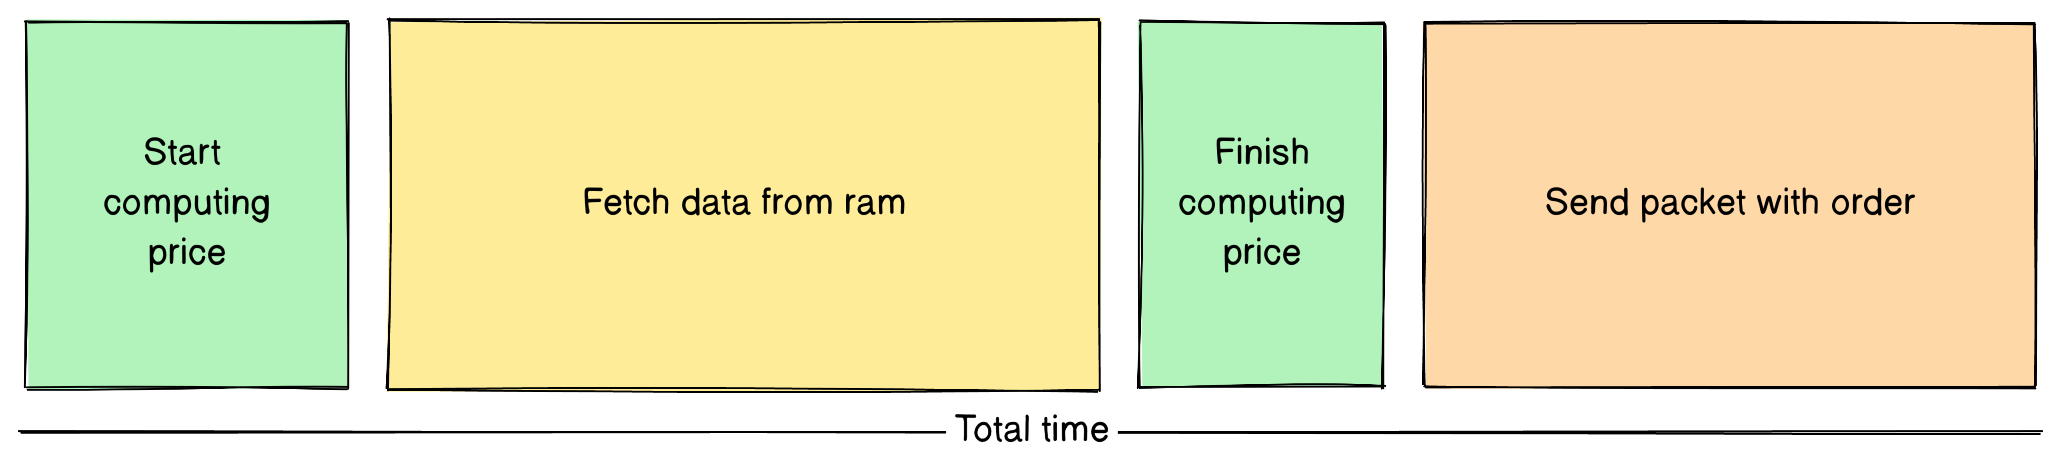 Start
computing
price
Fetch data from ram
Finish
computing
price
Send packet with order
Total time